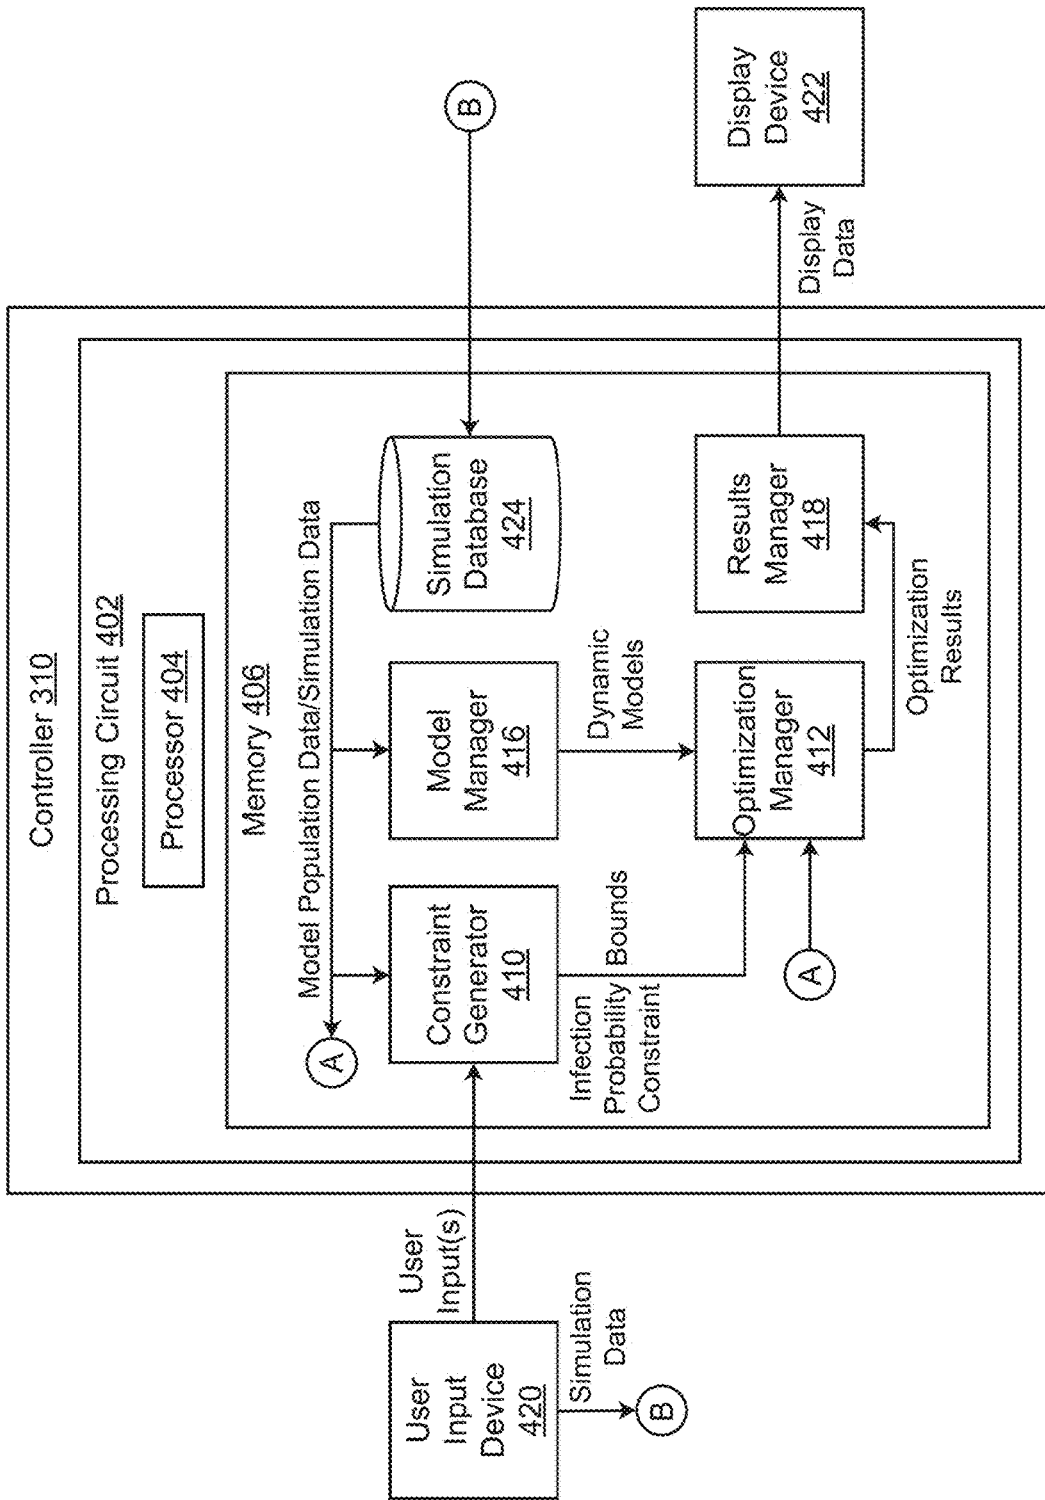 Controller 310
Processing Circuit 402
Processor 404
Memory 406
Model Population Data/Simulation Data
A
User
Input
Device
420
User
Input(s)
Simulation
Data
B
Constraint
Generator
410
Model
Manager
416
Simulation
Database
424
B
Infection
Probability
Constraint
Bounds
Dynamic
Models
A
Optimization
Manager
412
Results
Manager
418
Optimization
Results
Display
Data
Display
Device
422